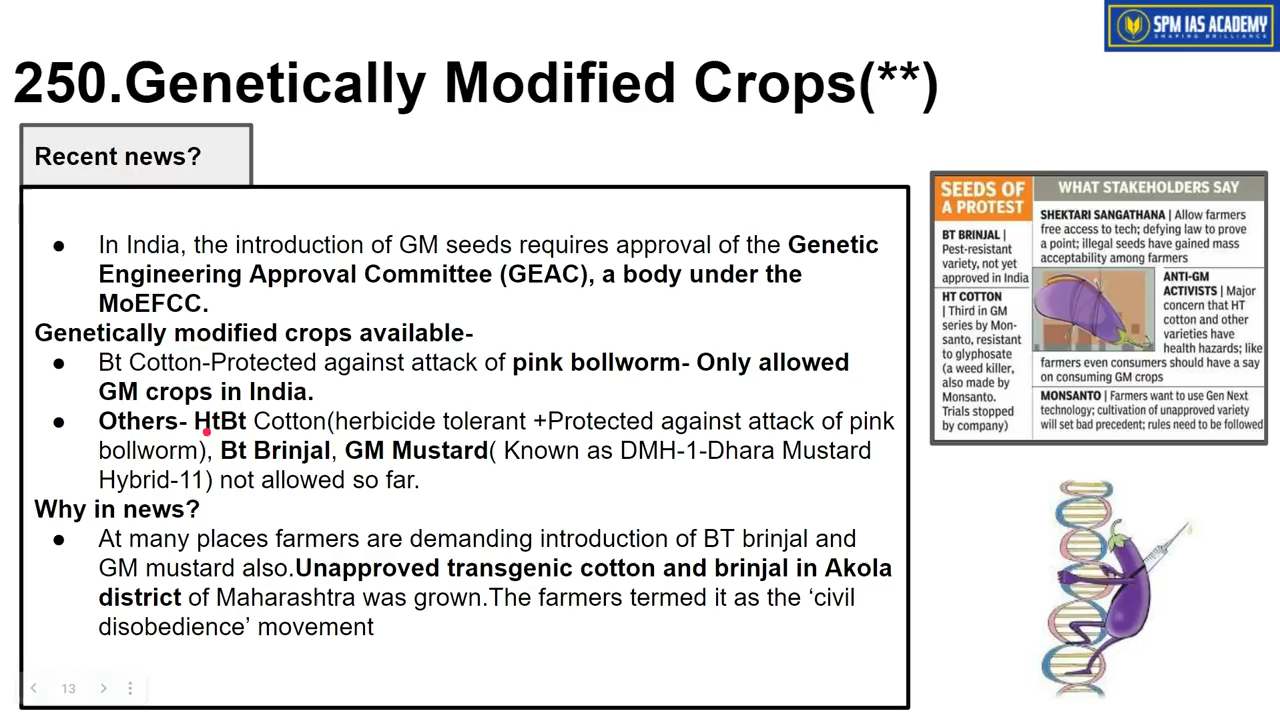 SPM IAS ACADEMY
SHAPING BRILLIANCE
250.Genetically Modified Crops(**)
Recent news?
● In India, the introduction of GM seeds requires approval of the Genetic
Engineering Approval Committee (GEAC), a body under the
MoEFCC.
Genetically modified crops available-
● Bt Cotton-Protected against attack of pink bollworm- Only allowed
GM crops in India.
● Others- HtBt Cotton(herbicide tolerant +Protected against attack of pink
bollworm), Bt Brinjal, GM Mustard( Known as DMH-1-Dhara Mustard
Hybrid-11) not allowed so far.
Why in news?
● At many places farmers are demanding introduction of BT brinjal and
GM mustard also.Unapproved transgenic cotton and brinjal in Akola
district of Maharashtra was grown.The farmers termed it as the ‘civil
disobedience’ movement
13
SEEDS OF
A PROTEST
BT BRINJAL |
Pest-resistant
variety, not yet
approved in India
HT COTTON
| Third in GM
series by Mon-
santo, resistant
to glyphosate
(a weed killer,
also made by
Monsanto.
Trials stopped
by company)
WHAT STAKEHOLDERS SAY
SHEKTARI SANGATHANA | Allow farmers
free access to tech; defying law to prove
a point; illegal seeds have gained mass
acceptability among farmers
ANTI-GM
ACTIVISTS | Major
concern that HT
cotton and other
varieties have
health hazards; like
farmers even consumers should have a say
on consuming GM crops
MONSANTO | Farmers want to use Gen Next
technology; cultivation of unapproved variety
will set bad precedent; rules need to be followed